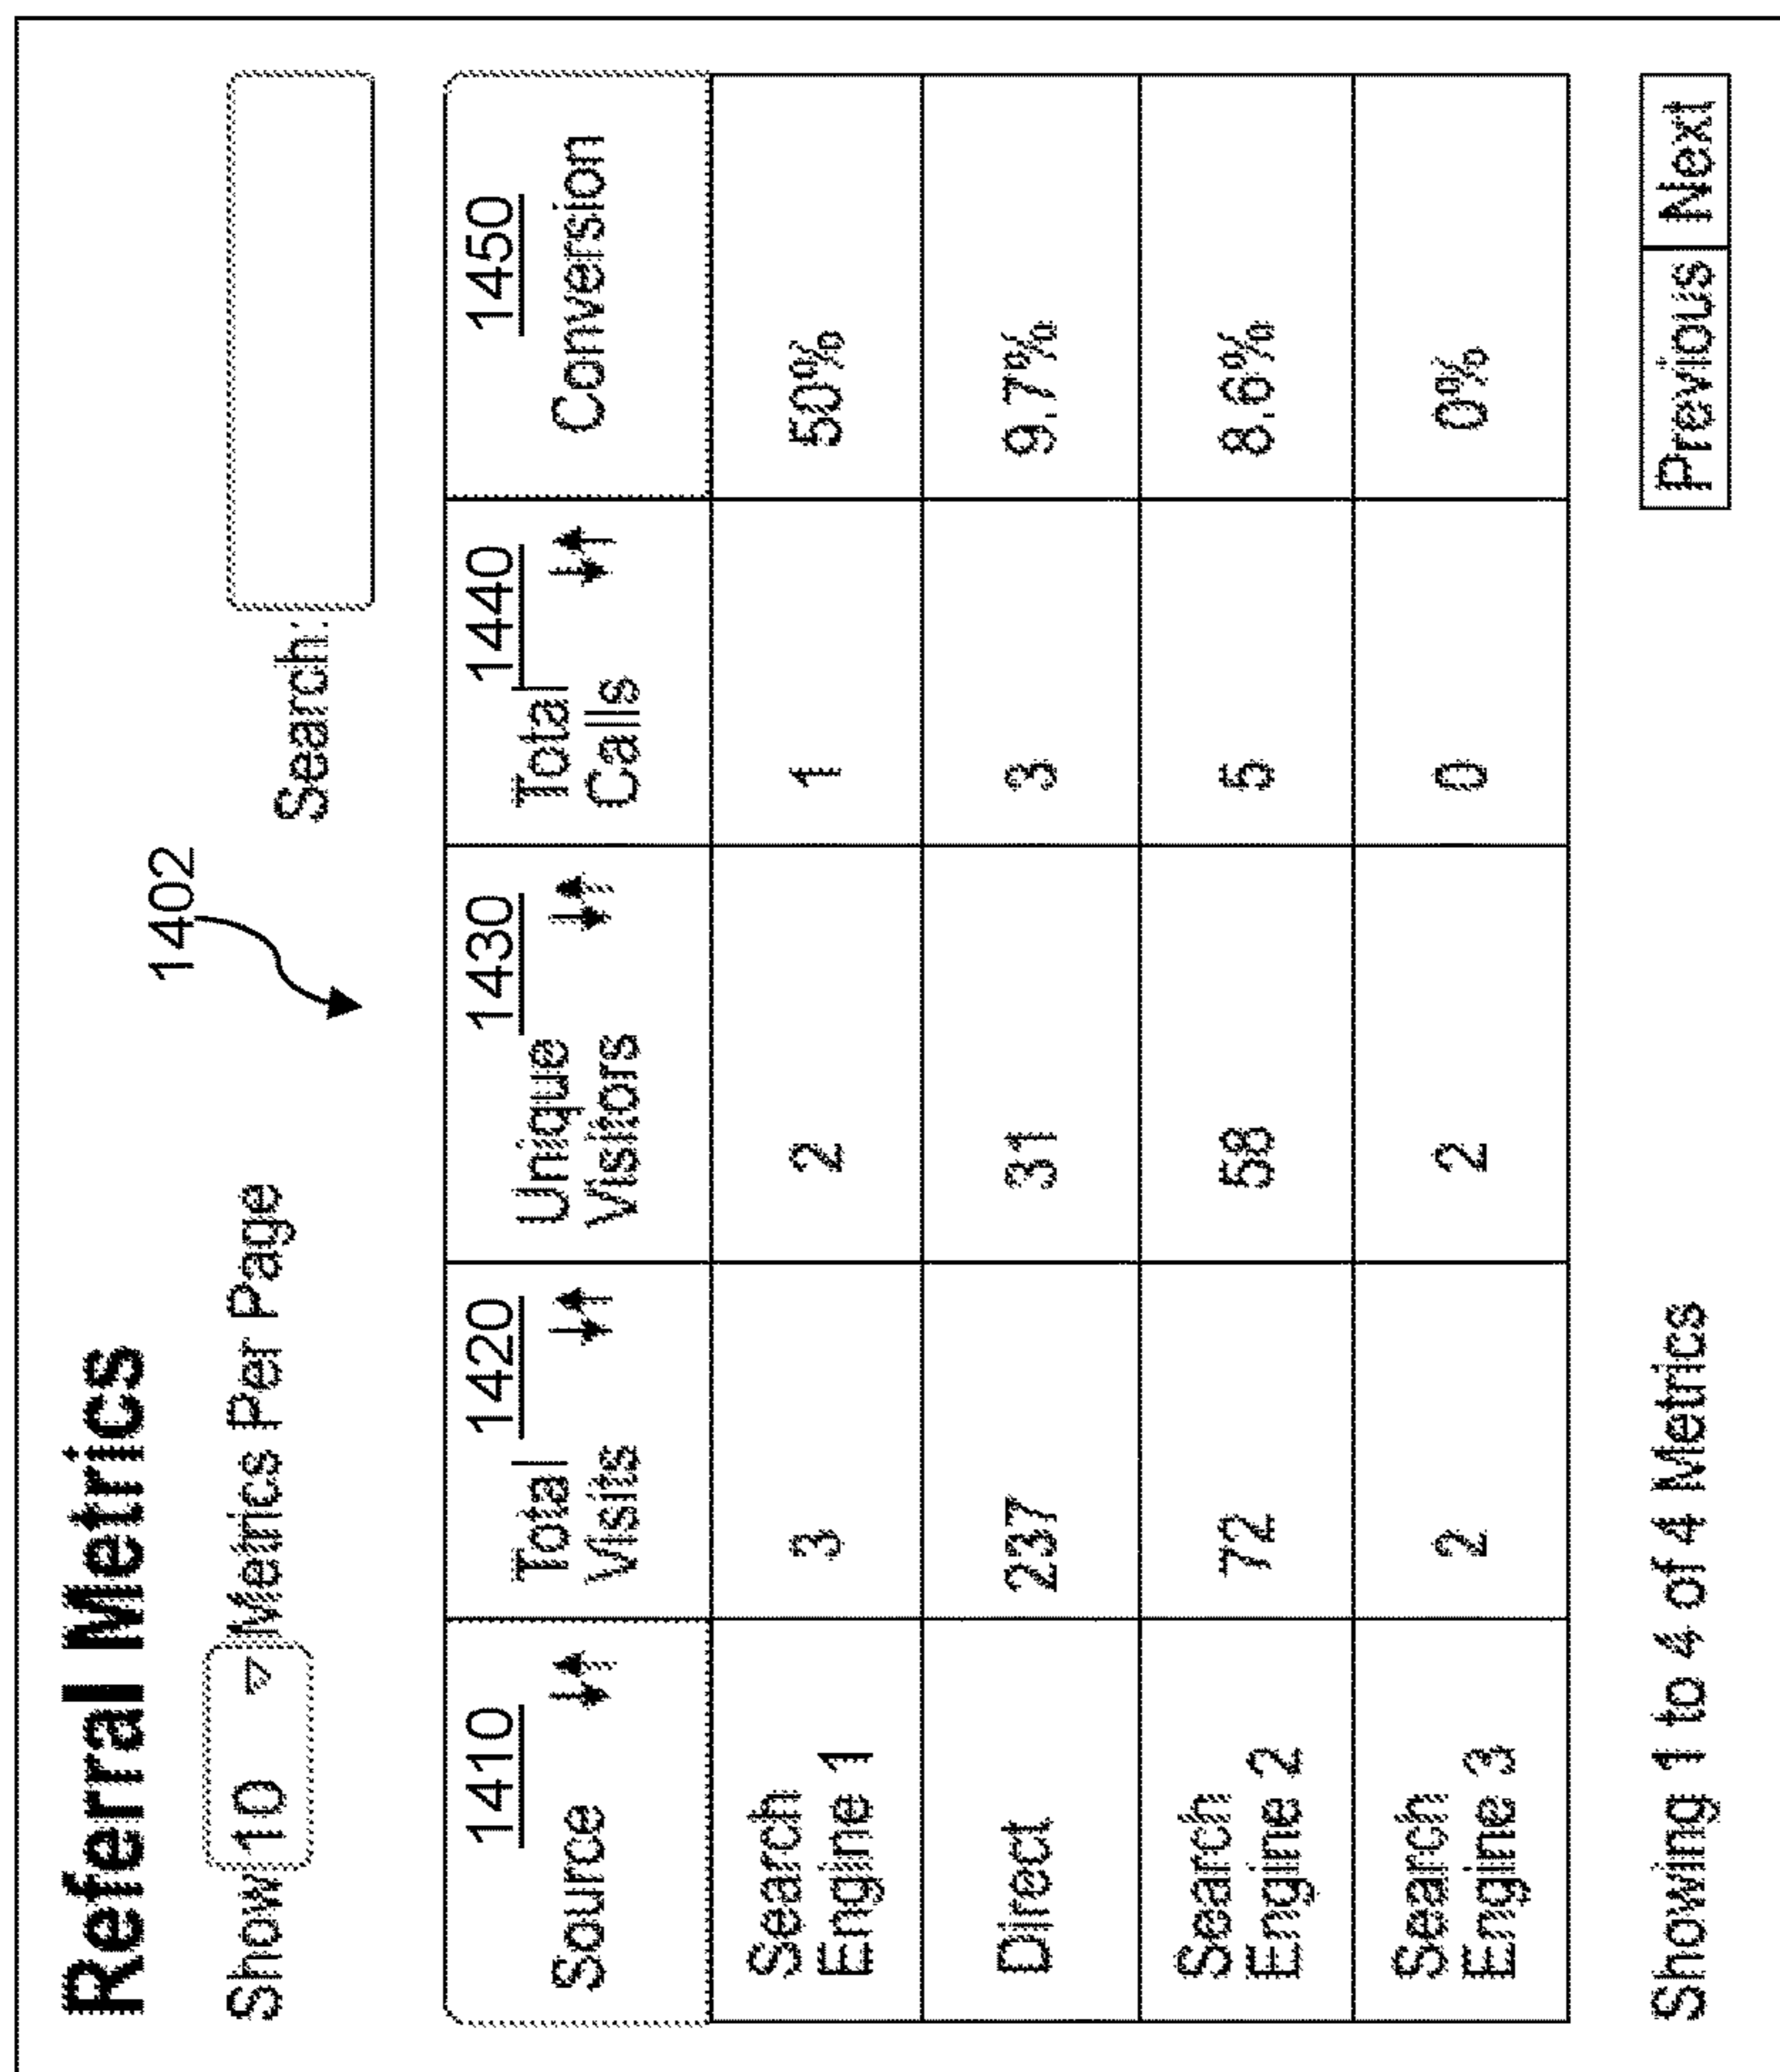 Referral Metrics
1402
Show 10 Metrics Per Page
Search:
1410 1420 1430 1440 1450
Source Total Visits Unique Visitors Total Calls Conversion
Search Engine 1 3 2 1 50%
Direct 237 31 3 9.7%
Search Engine 2 72 58 5 8.6%
Search Engine 3 2 2 0 0%
Showing 1 to 4 of 4 Metrics
Previous Next